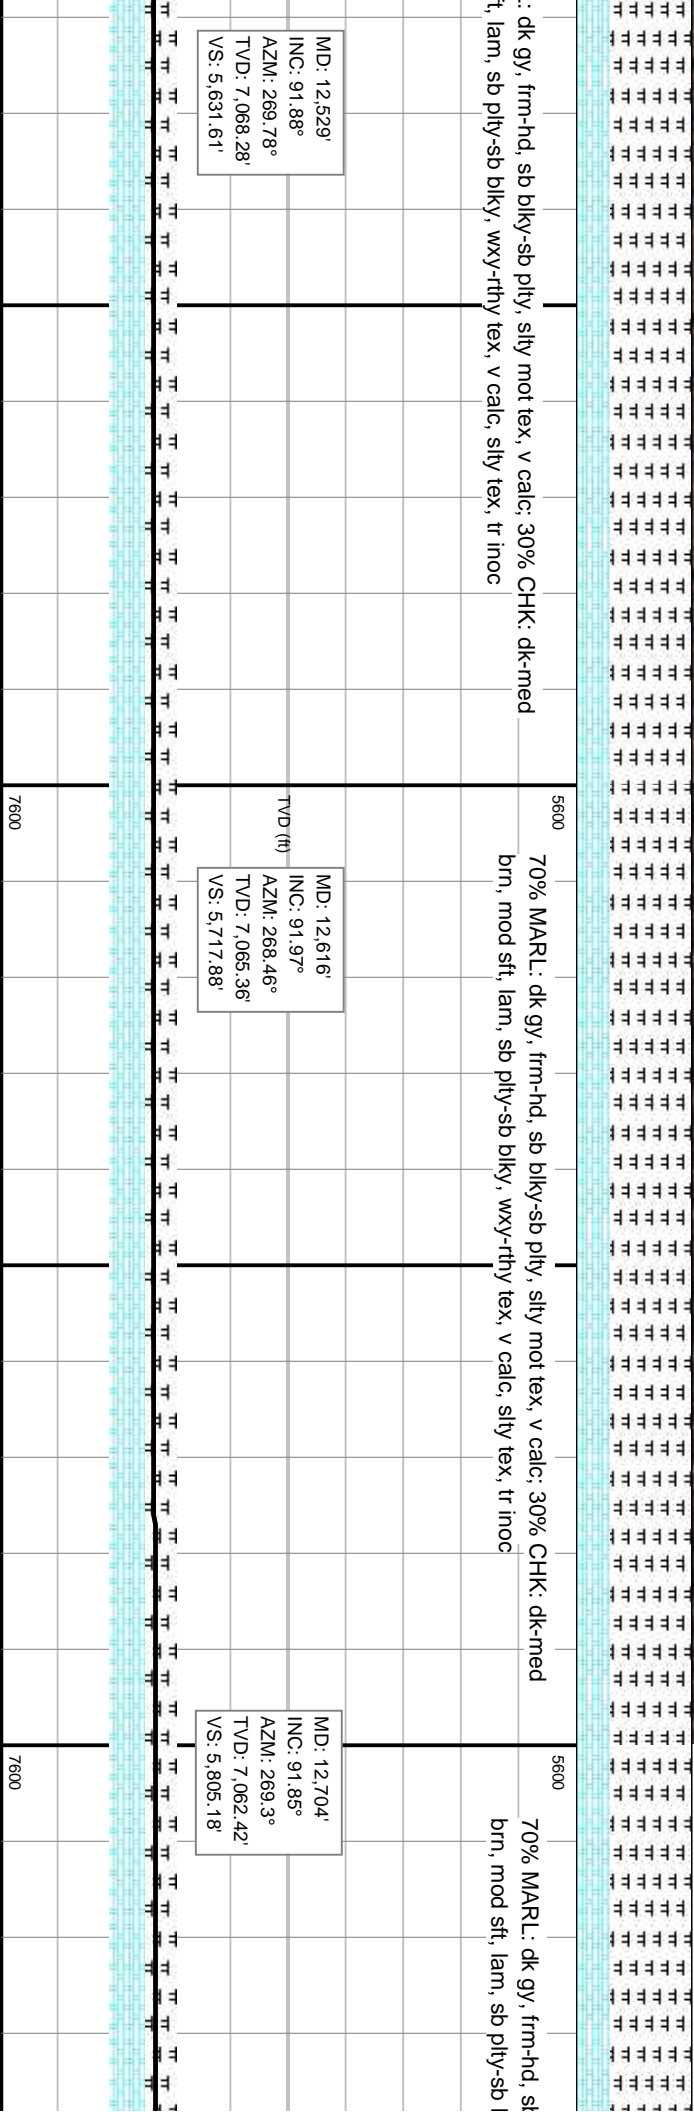 : dk gy, frm-hd, sb blky-sb plty, slty mot tex, v calc; 30% CHK: dk-med
t, lam, sb plty-sb blky, wxy-rthy tex, v calc, slty tex, tr inoc
MD: 12,529'
INC: 91.88°
AZM: 269.78°
TVD: 7,068.28'
VS: 5,631.61'
5600
TVD (ft)
7600
70% MARL: dk gy, frm-hd, sb blky-sb plty, slty mot tex, v calc; 30% CHK: dk-med
brn, mod sft, lam, sb plty-sb blky, wxy-rthy tex, v calc, slty tex, tr inoc
MD: 12,616'
INC: 91.97°
AZM: 268.46°
TVD: 7,065.36'
VS: 5,717.88'
5600
7600
MD: 12,704'
INC: 91.85°
AZM: 269.3°
TVD: 7,062.42'
VS: 5,805.18'
70% MARL: dk gy, frm-hd, sb
brn, mod sft, lam, sb plty-sb